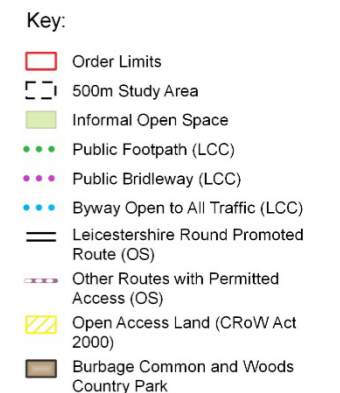 Key:
Order Limits
500m Study Area
Informal Open Space
Public Footpath (LCC)
Public Bridleway (LCC)
Byway Open to All Traffic (LCC)
Leicestershire Round Promoted
Route (OS)
Other Routes with Permitted
Access (OS)
Open Access Land (CRoW Act
2000)
Burbage Common and Woods
Country Park